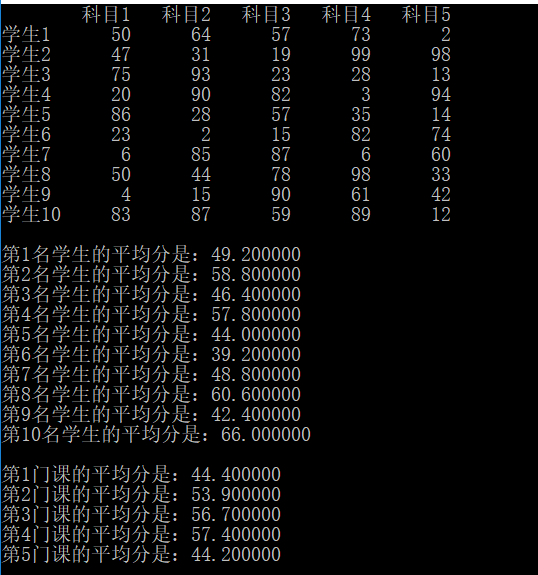 科目1 科目2 科目3 科目4 科目5
学生1 50 64 57 73 2
学生2 47 31 19 99 98
学生3 75 93 23 28 13
学生4 20 90 82 3 94
学生5 86 28 57 35 14
学生6 23 2 15 82 74
学生7 6 85 87 6 60
学生8 50 44 78 98 33
学生9 4 15 90 61 42
学生10 83 87 59 89 12
第1名学生的平均分是：49.200000
第2名学生的平均分是：58.800000
第3名学生的平均分是：46.400000
第4名学生的平均分是：57.800000
第5名学生的平均分是：44.000000
第6名学生的平均分是：39.200000
第7名学生的平均分是：48.800000
第8名学生的平均分是：60.600000
第9名学生的平均分是：42.400000
第10名学生的平均分是：66.000000
第1门课的平均分是：44.400000
第2门课的平均分是：53.900000
第3门课的平均分是：56.700000
第4门课的平均分是：57.400000
第5门课的平均分是：44.200000